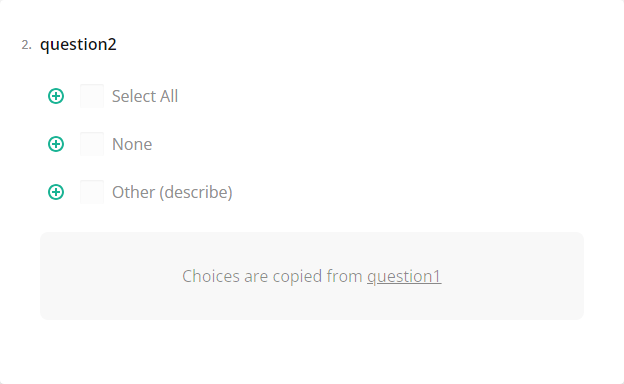 2. question2
Select All
None
Other (describe)
Choices are copied from question1